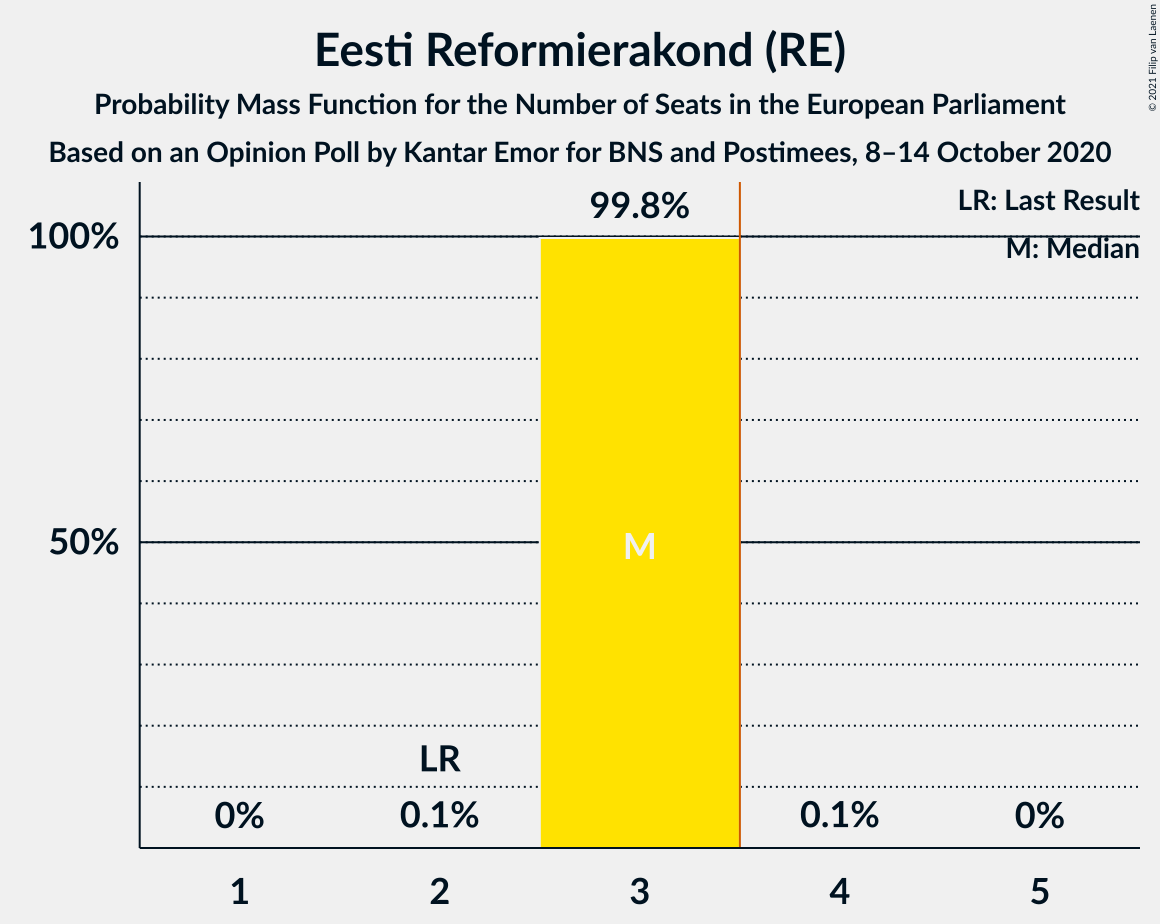 Eesti Reformierakond (RE)
Probability Mass Function for the Number of Seats in the European Parliament
Based on an Opinion Poll by Kantar Emor for BNS and Postimees, 8–14 October 2020
© 2021 Filip van Laenen
LR: Last Result
M: Median
99.8%
100%
50%
M
LR
0%
0.1%
0.1%
0%
1
2
3
4
5